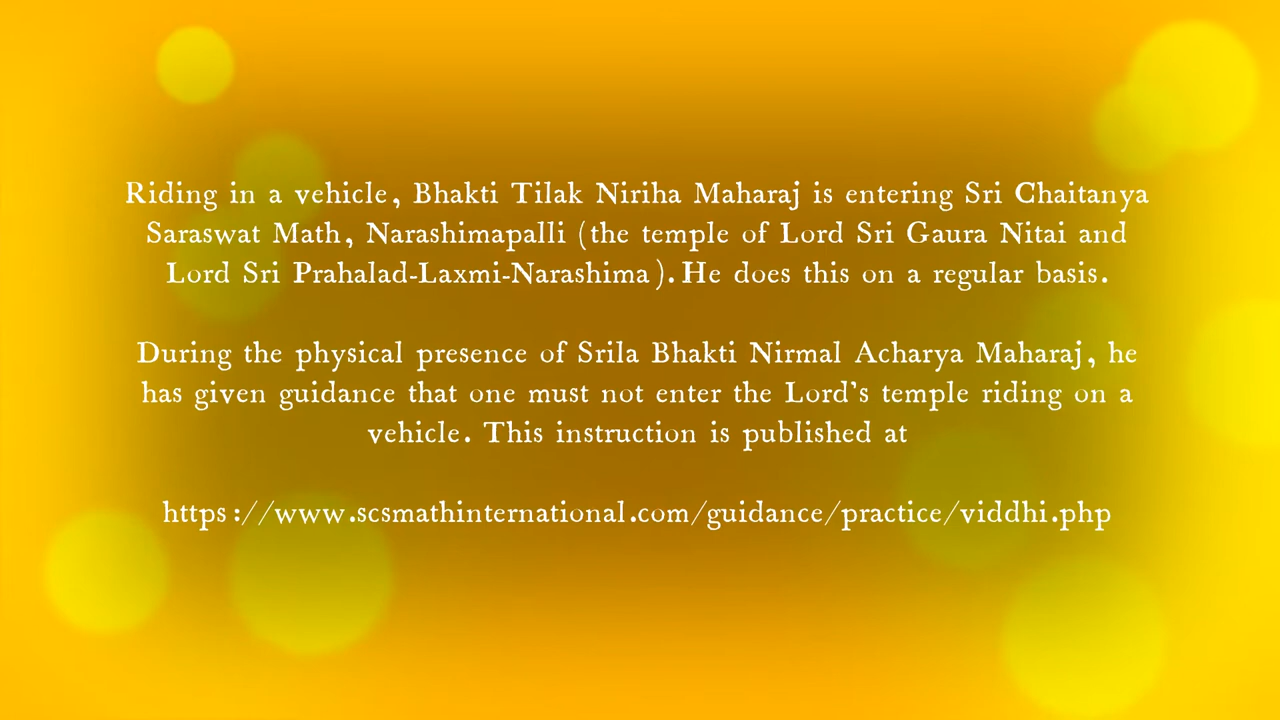 Riding in a vehicle, Bhakti Tilak Niriha Maharaj is entering Sri Chaitanya
Saraswat Math, Narashimapalli (the temple of Lord Sri Gaura Nitai and
Lord Sri Prahalad-Laxmi-Narashima). He does this on a regular basis.
During the physical presence of Srila Bhakti Nirmal Acharya Maharaj, he
has given guidance that one must not enter the Lord's temple riding on a
vehicle. This instruction is published at
https://www.scsmathinternational.com/guidance/practice/viddhi.php